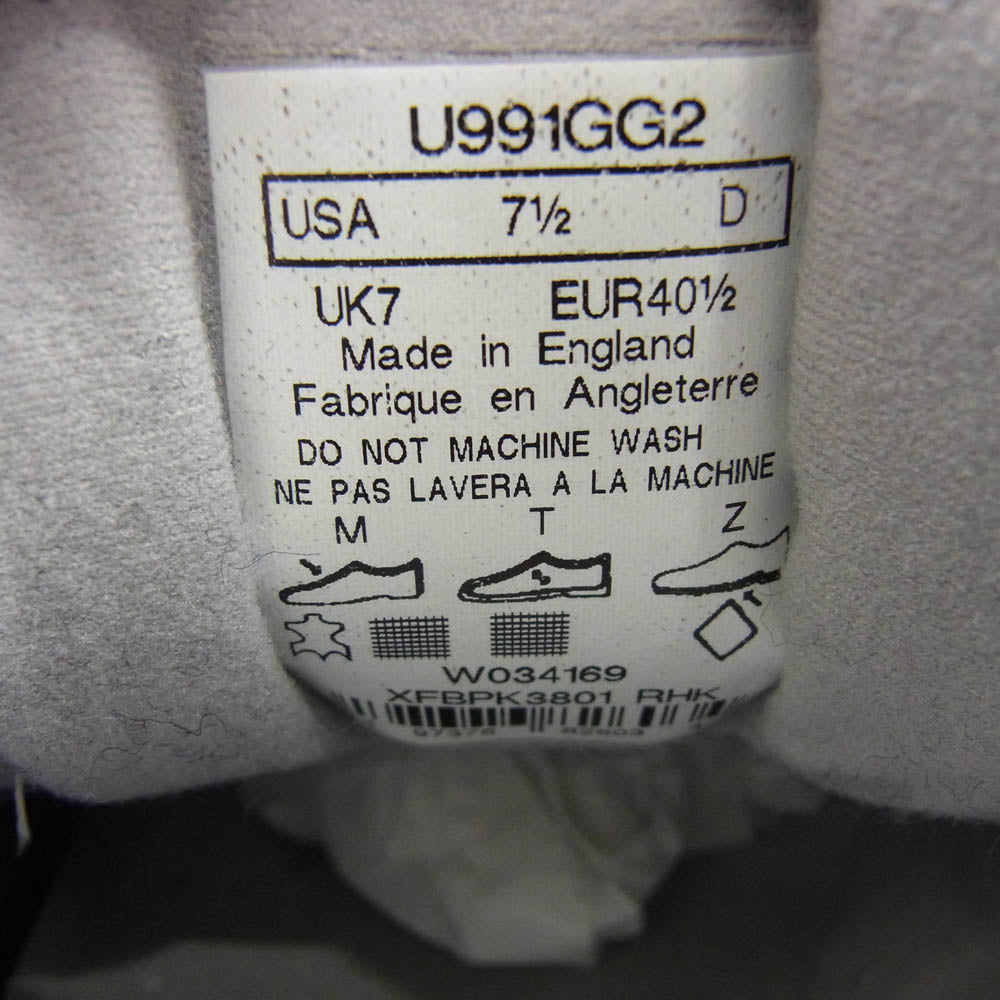 U991GG2
USA 7½ D
UK7 EUR40½
Made in England
Fabrique en Angleterre
DO NOT MACHINE WASH
NE PAS LAVERA A LA MACHINE
M T Z
W034169
XFBPK3801 RHK